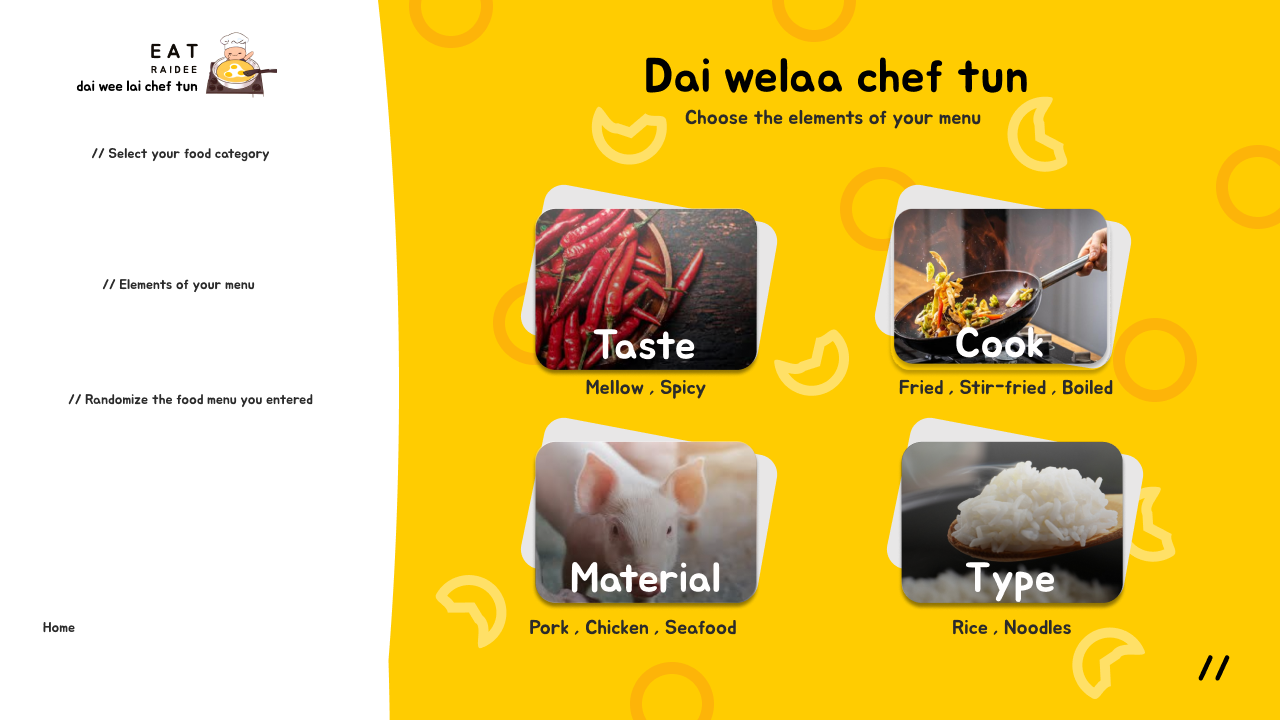 EAT
RAIDEE
dai wee lai chef tun
// Select your food category
// Elements of your menu
// Randomize the food menu you entered
Home
Dai welaa chef tun
Choose the elements of your menu
Taste
Mellow , Spicy
Cook
Fried , Stir-fried , Boiled
Material
Pork , Chicken , Seafood
Type
Rice , Noodles
//